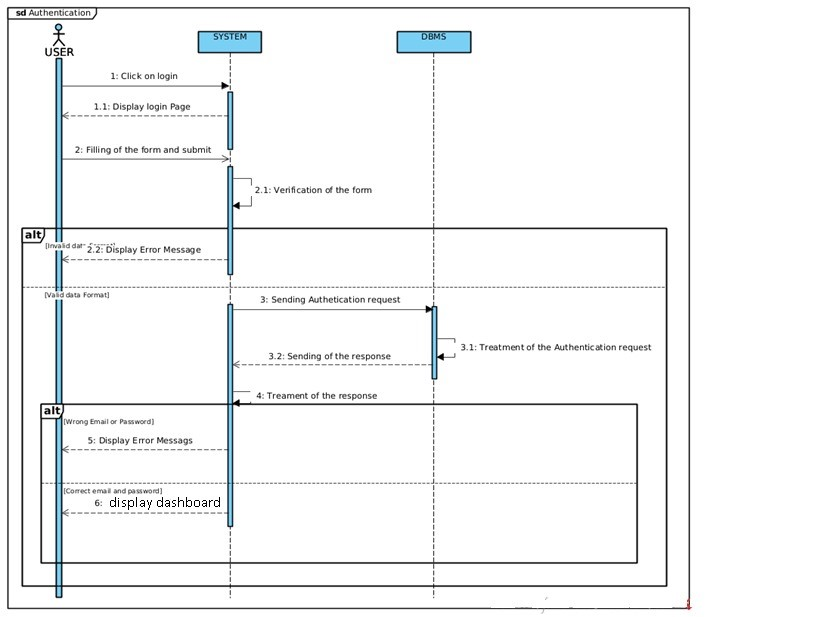 sd Authentication
USER
SYSTEM
DBMS
1: Click on login
1.1: Display login Page
2: Filling of the form and submit
2.1: Verification of the form
alt
[Invalid data Format]
2.2: Display Error Message
[Valid data Format]
3: Sending Authetication request
3.1: Treatment of the Authentication request
3.2: Sending of the response
4: Treament of the response
alt
[Wrong Email or Password]
5: Display Error Messags
[Correct email and password]
6: display dashboard